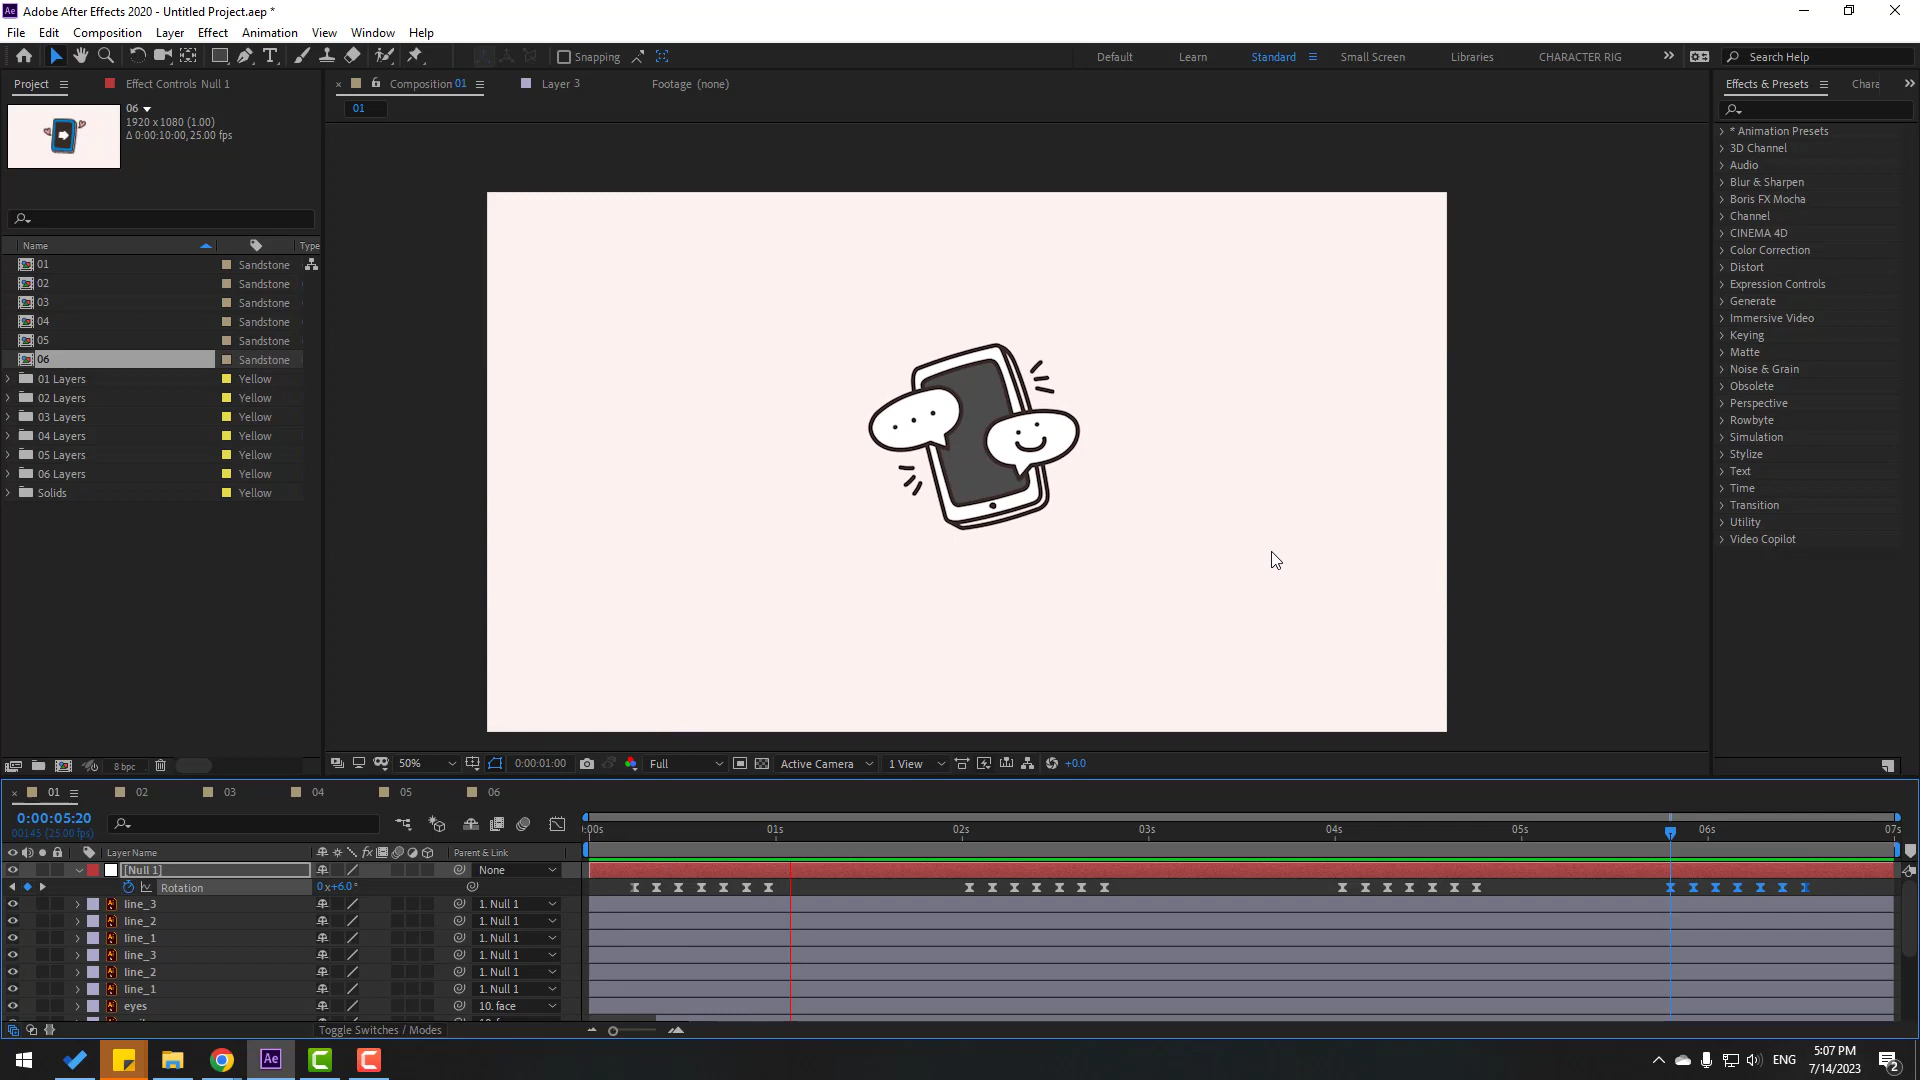 Adobe After Effects 2020 - Untitled Project.aep *
File Edit Composition Layer Effect Animation View Window Help
Snapping
Default Learn Standard Small Screen Libraries CHARACTER RIG Search Help
Project Effect Controls Null 1
Composition 01 Layer 3 Footage (none)
Effects & Presets Chara
06
1920 x 1080 (1.00)
Δ 0:00:10:00, 25.00 fps
01
Name Type
01 Sandstone
02 Sandstone
03 Sandstone
04 Sandstone
05 Sandstone
06 Sandstone
01 Layers Yellow
02 Layers Yellow
03 Layers Yellow
04 Layers Yellow
05 Layers Yellow
06 Layers Yellow
Solids Yellow
* Animation Presets
3D Channel
Audio
Blur & Sharpen
Boris FX Mocha
Channel
CINEMA 4D
Color Correction
Distort
Expression Controls
Generate
Immersive Video
Keying
Matte
Noise & Grain
Obsolete
Perspective
Rowbyte
Simulation
Stylize
Text
Time
Transition
Utility
Video Copilot
8 bpc
50% 0:00:01:00 Full Active Camera 1 View +0.0
01 02 03 04 05 06
0:00:05:20
00145 (25.00 fps)
:00s 01s 02s 03s 04s 05s 06s 07s
Layer Name Parent & Link
[Null 1] None
Rotation 0x+6.0°
line_3 1. Null 1
line_2 1. Null 1
line_1 1. Null 1
line_3 1. Null 1
line_2 1. Null 1
line_1 1. Null 1
eyes 10. face
Toggle Switches / Modes
ENG
5:07 PM
7/14/2023
2